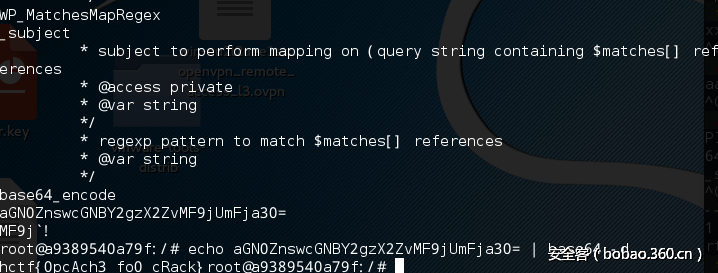 WP_MatchesMapRegex
_subject
* subject to perform mapping on (query string containing $matches[] ref
erences
openvpn_remote_
s_l3.ovpn
* @access private
* @var string
r.key
*/
* regexp pattern to match $matches[] references
* @var string
distrib
*/
base64_encode
aGN0ZnswcGNBY2gzX2ZvMF9jUmFja30=
MF9j`!
root@a9389540a79f:/# echo aGN0ZnswcGNBY2gzX2ZvMF9jUmFja30= | base64 -d
hctf{0pcAch3_fo0_cRack}root@a9389540a79f:/#
安全客(bobao.360.cn)